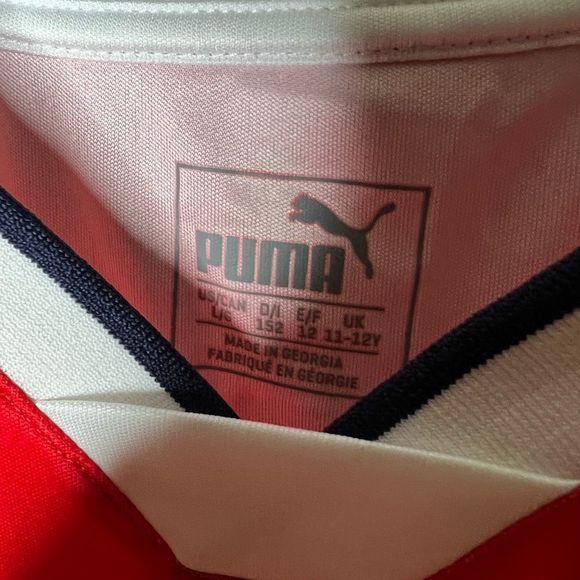 PUMA
US/CAN D/I E/F UK
L/G 152 12 11-12Y
MADE IN GEORGIA
FABRIQUÉ EN GÉORGIE